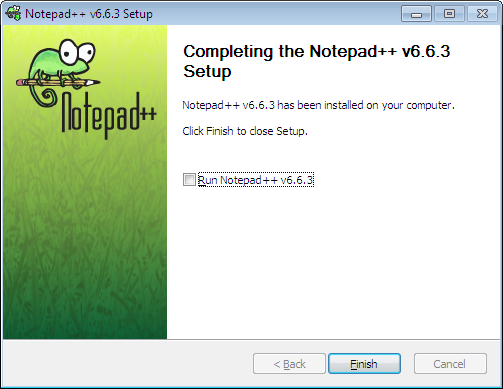 Notepad++ v6.6.3 Setup
Notepad++
Completing the Notepad++ v6.6.3
Setup
Notepad++ v6.6.3 has been installed on your computer.
Click Finish to close Setup.
Run Notepad++ v6.6.3
< Back
Finish
Cancel